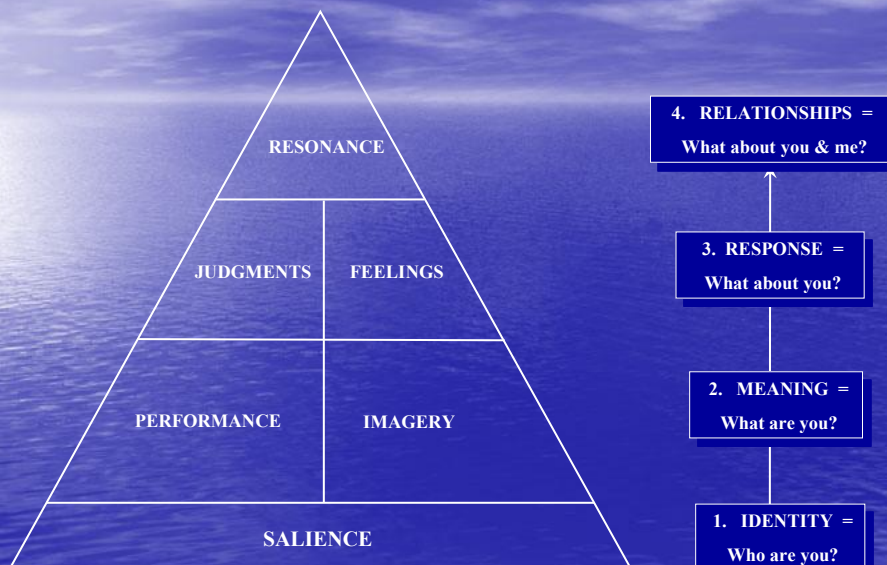 RESONANCE
JUDGMENTS
FEELINGS
PERFORMANCE
IMAGERY
SALIENCE
4. RELATIONSHIPS =
What about you & me?
3. RESPONSE =
What about you?
2. MEANING =
What are you?
1. IDENTITY =
Who are you?